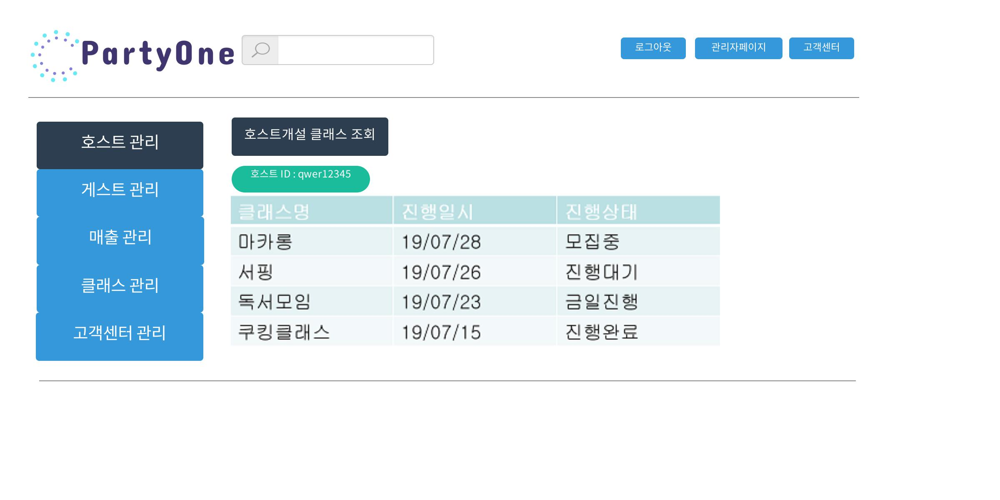 PartyOne
로그아웃
관리자페이지
고객센터
호스트 관리
게스트 관리
매출 관리
클래스 관리
고객센터 관리
호스트개설 클래스 조회
호스트 ID : qwer12345
클래스명 진행일시 진행상태
마카롱 19/07/28 모집중
서핑 19/07/26 진행대기
독서모임 19/07/23 금일진행
쿠킹클래스 19/07/15 진행완료